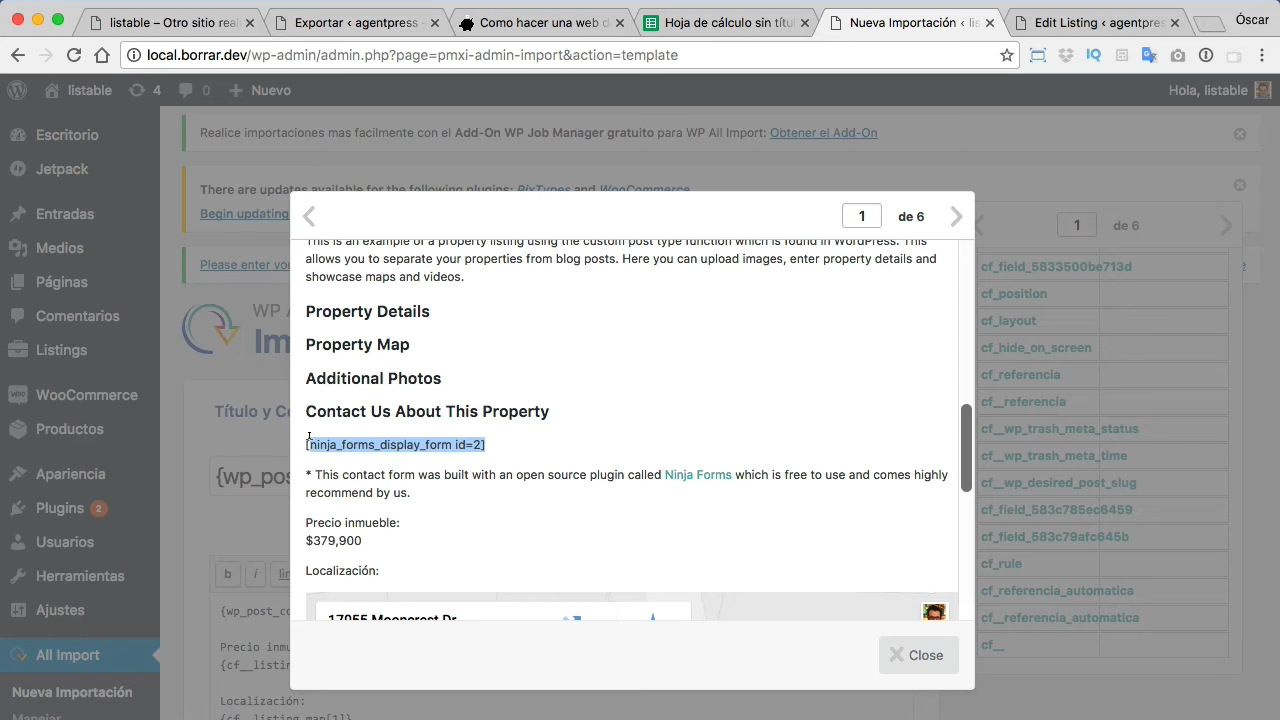 listable – Otro sitio reali
Exportar ‹ agentpress –
Como hacer una web d
Hoja de cálculo sin títu
Nueva Importación ‹ lis
Edit Listing ‹ agentpres
Óscar
local.borrar.dev/wp-admin/admin.php?page=pmxi-admin-import&action=template
listable
4
0
Nuevo
Hola, listable
Escritorio
Jetpack
Entradas
Medios
Páginas
Comentarios
Listings
WooCommerce
Productos
Apariencia
Plugins 2
Usuarios
Herramientas
Ajustes
All Import
Nueva Importación
Manejar
Realice importaciones mas facilmente con el Add-On WP Job Manager gratuito para WP All Import: Obtener el Add-On
There are updates available for the following plugins: PixTypes and WooCommerce.
Begin updating
Please enter you
WP A
Im
Título y Co
{wp_pos
b
i
lin
{wp_post_co
Precio inmu
{cf__listin
Localización:
{cf__listing_map[1]}
1 de 6
This is an example of a property listing using the custom post type function which is found in WordPress. This
allows you to separate your properties from blog posts. Here you can upload images, enter property details and
showcase maps and videos.
Property Details
Property Map
Additional Photos
Contact Us About This Property
[ninja_forms_display_form id=2]
* This contact form was built with an open source plugin called Ninja Forms which is free to use and comes highly
recommend by us.
Precio inmueble:
$379,900
Localización:
17055 Mooncrest Dr
Close
1 de 6
cf_field_5833500be713d
cf_position
cf_layout
cf_hide_on_screen
cf_referencia
cf__referencia
cf__wp_trash_meta_status
cf__wp_trash_meta_time
cf__wp_desired_post_slug
cf_field_583c785ec6459
cf_field_583c79afc645b
cf_rule
cf_referencia_automatica
cf__referencia_automatica
cf__